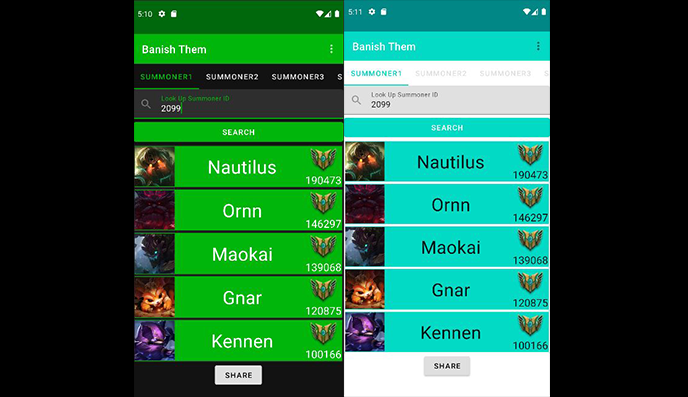 5:10
Banish Them
SUMMONER1 SUMMONER2 SUMMONER3 S
Look Up Summoner ID
2099
SEARCH
Nautilus
190473
Ornn
146297
Maokai
139068
Gnar
120875
Kennen
100166
SHARE
5:11
Banish Them
SUMMONER1 SUMMONER2 SUMMONER3 S
Look Up Summoner ID
2099
SEARCH
Nautilus
190473
Ornn
146297
Maokai
139068
Gnar
120875
Kennen
100166
SHARE